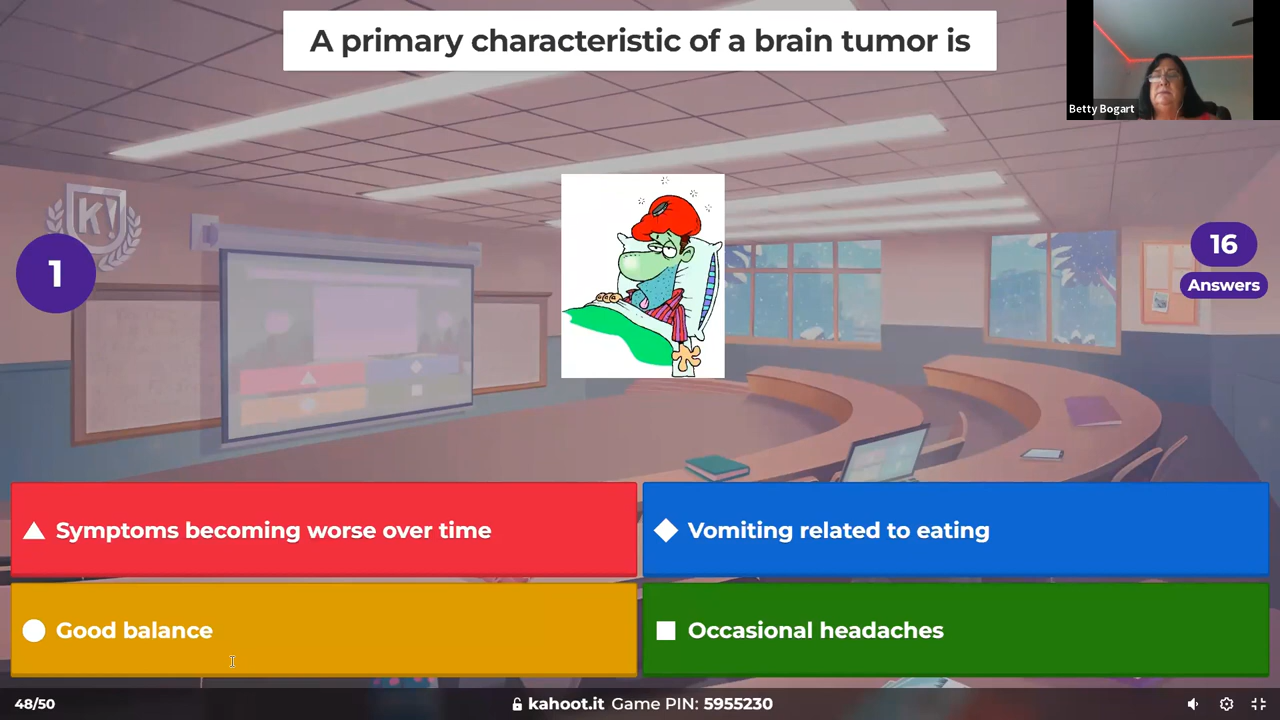 A primary characteristic of a brain tumor is
Betty Bogart
K!
1
16
Answers
Symptoms becoming worse over time
Vomiting related to eating
Good balance
Occasional headaches
48/50
kahoot.it Game PIN: 5955230